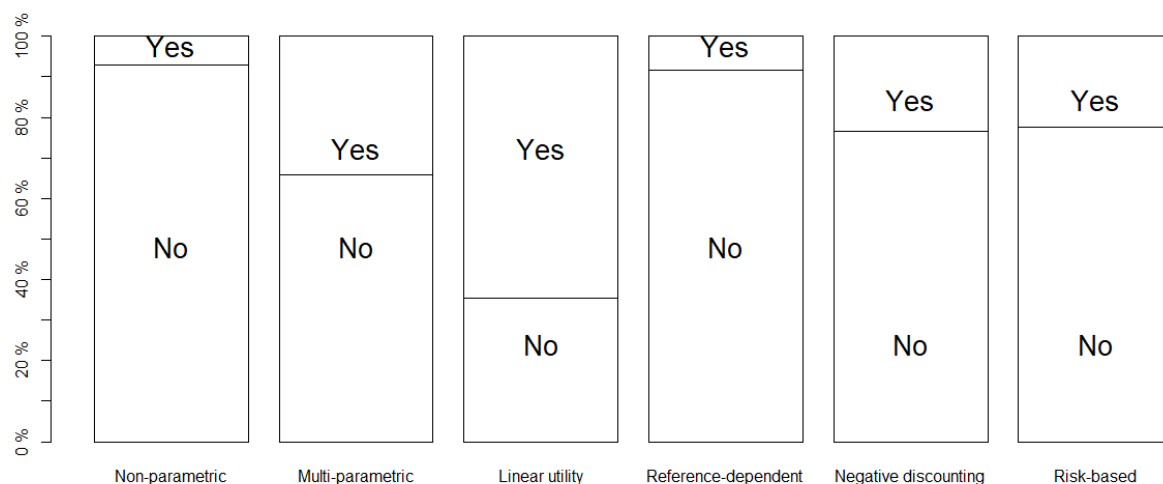 100 %
80 %
60 %
40 %
20 %
0 %
Yes
No
Yes
No
Yes
No
Yes
No
Yes
No
Yes
No
Non-parametric
Multi-parametric
Linear utility
Reference-dependent
Negative discounting
Risk-based